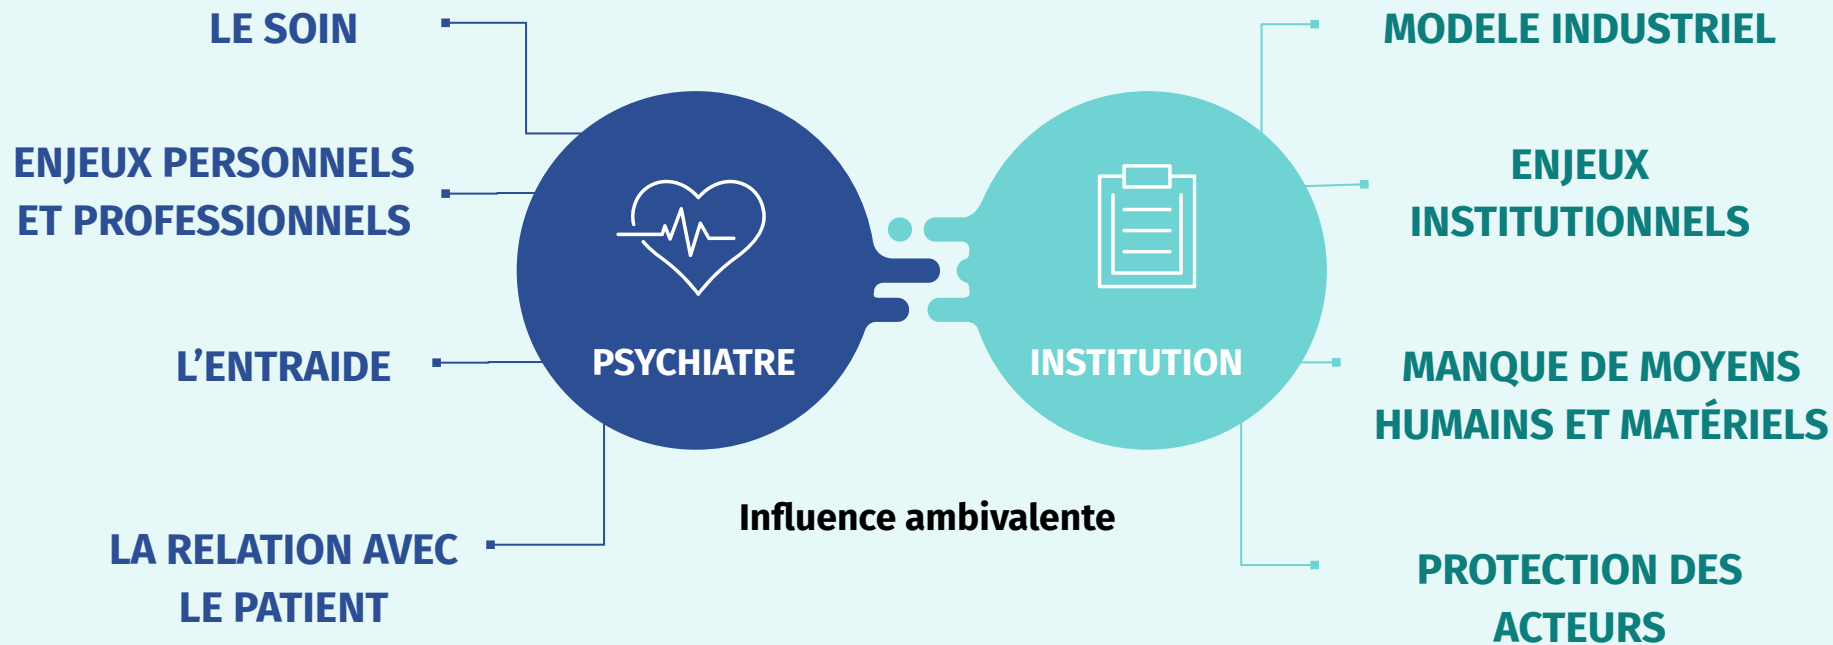 LE SOIN
ENJEUX PERSONNELS
ET PROFESSIONNELS
L’ENTRAIDE
LA RELATION AVEC
LE PATIENT
PSYCHIATRE
INSTITUTION
Influence ambivalente
MODELE INDUSTRIEL
ENJEUX
INSTITUTIONNELS
MANQUE DE MOYENS
HUMAINS ET MATÉRIELS
PROTECTION DES
ACTEURS